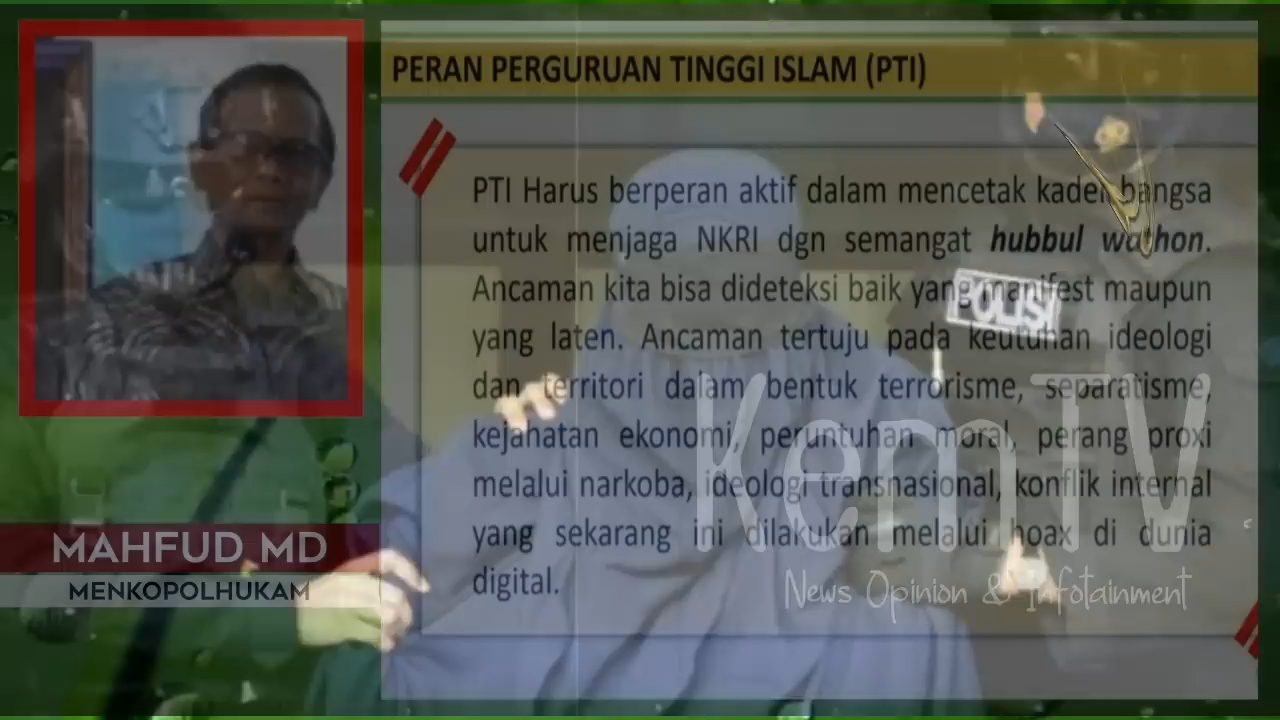 PERAN PERGURUAN TINGGI ISLAM (PTI)
PTI Harus berperan aktif dalam mencetak kader bangsa
untuk menjaga NKRI dgn semangat hubbul wathon.
Ancaman kita bisa dideteksi baik yang manifest maupun
yang laten. Ancaman tertuju pada keutuhan ideologi
dan territori dalam bentuk terrorisme, separatisme,
kejahatan ekonomi, peruntuhan moral, perang proxi
melalui narkoba, ideologi transnasional, konflik internal
yang sekarang ini dilakukan melalui hoax di dunia
digital.
POLISI
MAHFUD MD
MENKOPOLHUKAM
KemTV
News Opinion & Infotainment